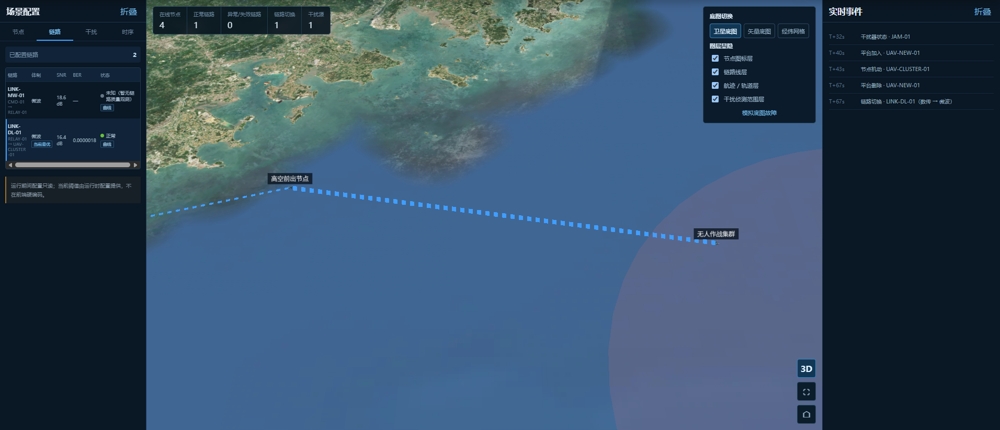 场景配置
折叠
节点
链路
干扰
时序
已配置链路
2
链路
体制
SNR
BER
状态
LINK-
MW-01
CMD-01
→
RELAY-01
微波
18.6
dB
—
未知（暂无链
路质量观测）
曲线
LINK-
DL-01
RELAY-01
→ UAV-
CLUSTER
-01
微波
当前最优
16.4
dB
0.0000018
正常
曲线
运行期间配置只读；当前阈值由运行时配置提供，不
在前端硬编码。
在线节点
4
正常链路
1
异常/失效链路
0
链路切换
1
干扰源
1
高空前出节点
无人作战集群
底图切换
卫星底图
矢量底图
经纬网格
图层显隐
节点图标层
链路线层
航迹 / 轨道层
干扰侦测范围层
模拟底图故障
3D
实时事件
折叠
T+32s 干扰器状态 · JAM-01
T+40s 平台加入 · UAV-NEW-01
T+43s 节点机动 · UAV-CLUSTER-01
T+67s 平台删除 · UAV-NEW-01
T+67s 链路切换 · LINK-DL-01（数传 → 微波）